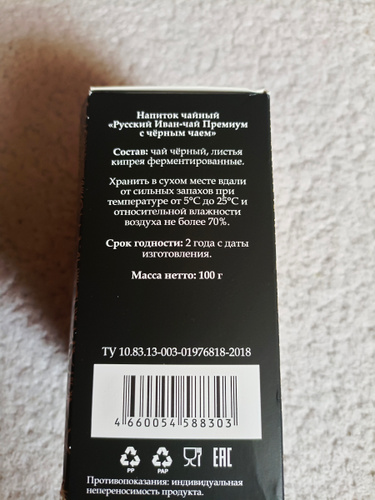 Напиток чайный
«Русский Иван-чай Премиум
с чёрным чаем»
Состав: чай чёрный, листья
кипрея ферментированные.
Хранить в сухом месте вдали
от сильных запахов при
температуре от 5°C до 25°C и
относительной влажности
воздуха не более 70%.
Срок годности: 2 года с даты
изготовления.
Масса нетто: 100 г
ТУ 10.83.13-003-01976818-2018
4 660054 588303
PP PAP EAC
Противопоказания: индивидуальная
непереносимость продукта.